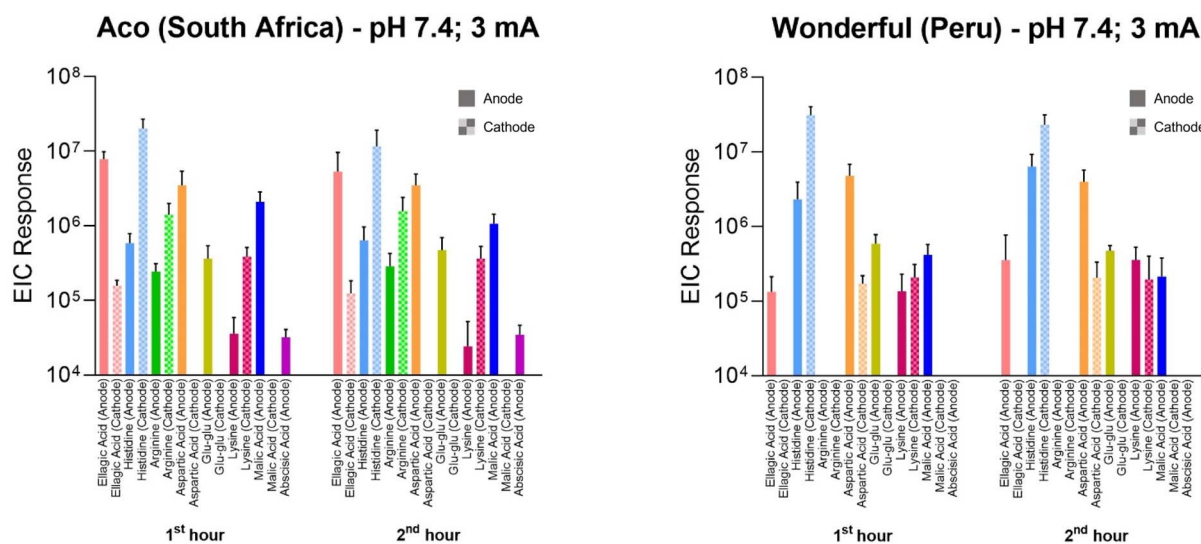 Aco (South Africa) - pH 7.4; 3 mA
EIC Response
10⁸
10⁷
10⁶
10⁵
10⁴
Anode
Cathode
Ellagic Acid (Anode)
Ellagic Acid (Cathode)
Histidine (Anode)
Histidine (Cathode)
Arginine (Anode)
Arginine (Cathode)
Aspartic Acid (Anode)
Aspartic Acid (Cathode)
Glu-glu (Anode)
Glu-glu (Cathode)
Lysine (Anode)
Lysine (Cathode)
Malic Acid (Anode)
Malic Acid (Cathode)
Abscisic Acid (Anode)
Ellagic Acid (Anode)
Ellagic Acid (Cathode)
Histidine (Anode)
Histidine (Cathode)
Arginine (Anode)
Arginine (Cathode)
Aspartic Acid (Anode)
Aspartic Acid (Cathode)
Glu-glu (Anode)
Glu-glu (Cathode)
Lysine (Anode)
Lysine (Cathode)
Malic Acid (Anode)
Malic Acid (Cathode)
Abscisic Acid (Anode)
1st hour
2nd hour
Wonderful (Peru) - pH 7.4; 3 mA
EIC Response
10⁸
10⁷
10⁶
10⁵
10⁴
Anode
Cathode
Ellagic Acid (Anode)
Ellagic Acid (Cathode)
Histidine (Anode)
Histidine (Cathode)
Arginine (Anode)
Arginine (Cathode)
Aspartic Acid (Anode)
Aspartic Acid (Cathode)
Glu-glu (Anode)
Glu-glu (Cathode)
Lysine (Anode)
Lysine (Cathode)
Malic Acid (Anode)
Malic Acid (Cathode)
Abscisic Acid (Anode)
Ellagic Acid (Anode)
Ellagic Acid (Cathode)
Histidine (Anode)
Histidine (Cathode)
Arginine (Anode)
Arginine (Cathode)
Aspartic Acid (Anode)
Aspartic Acid (Cathode)
Glu-glu (Anode)
Glu-glu (Cathode)
Lysine (Anode)
Lysine (Cathode)
Malic Acid (Anode)
Malic Acid (Cathode)
Abscisic Acid (Anode)
1st hour
2nd hour